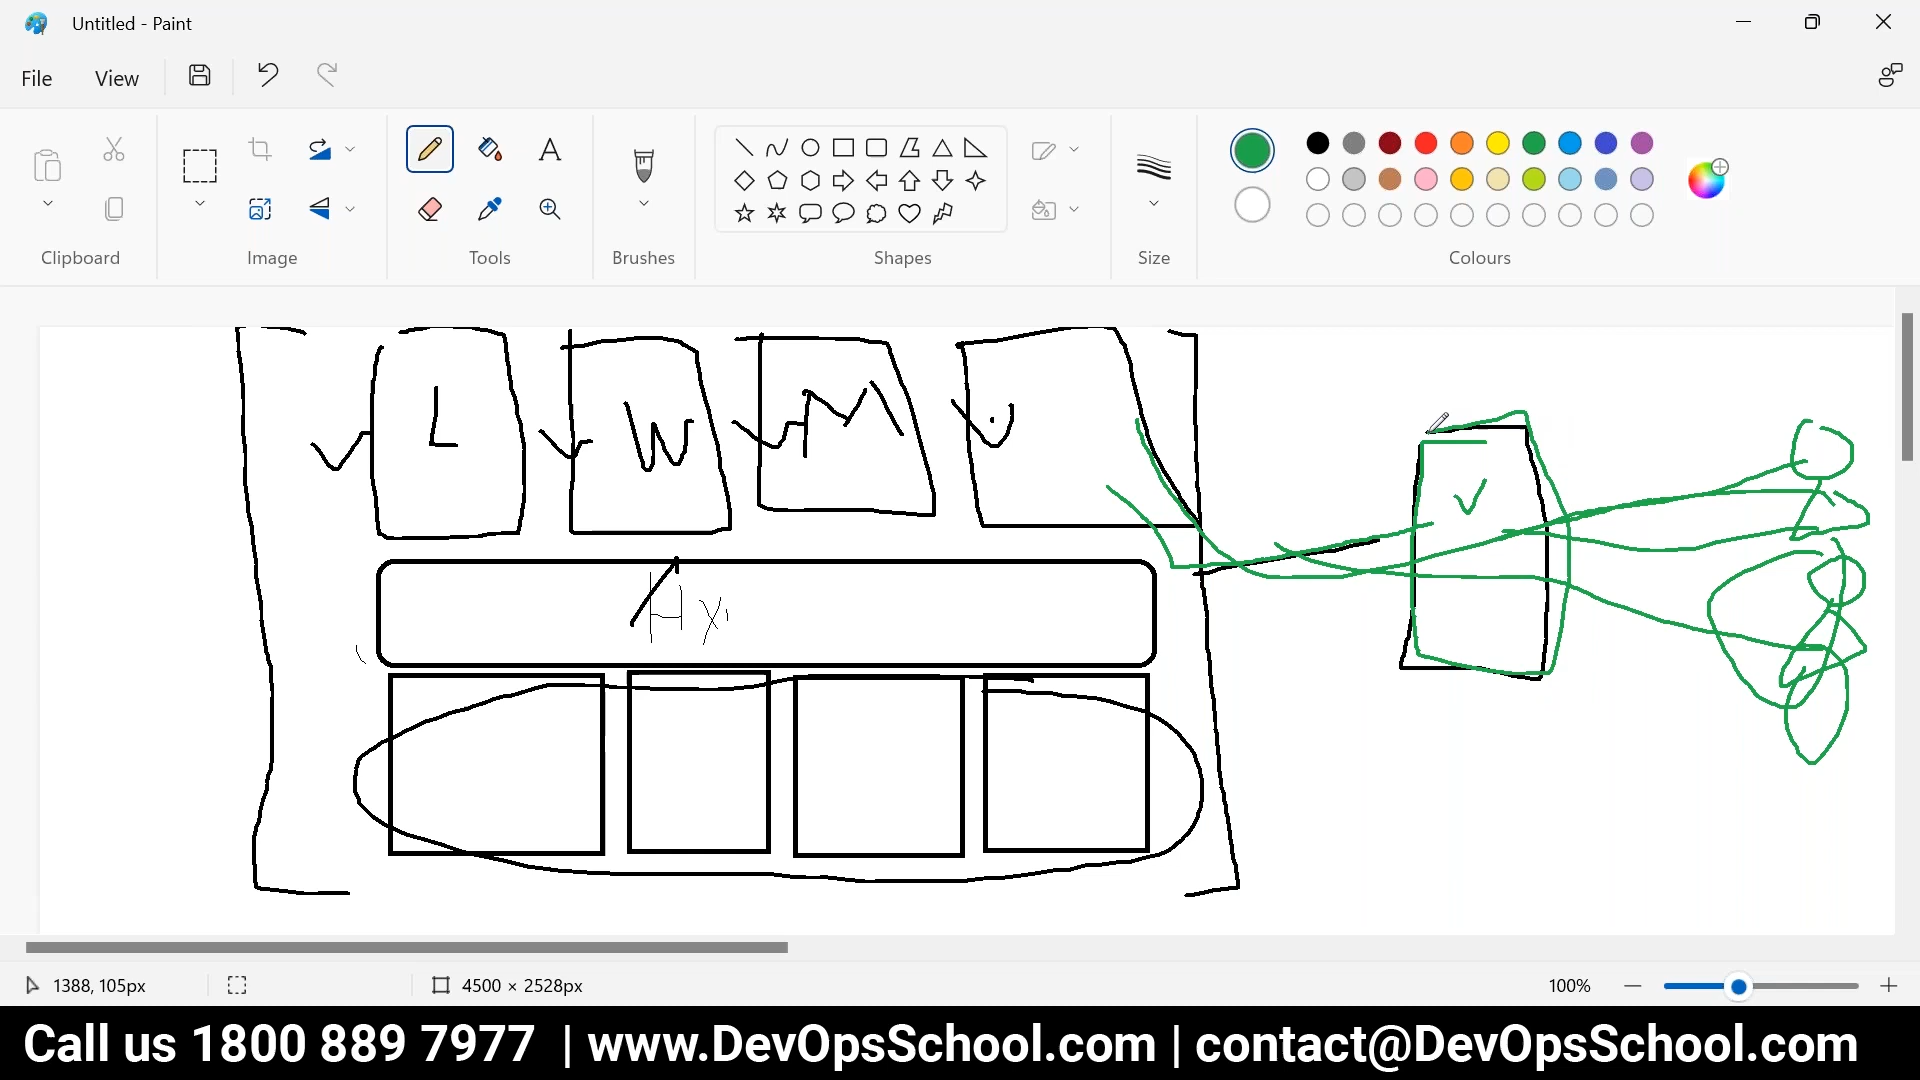 Untitled - Paint
File View
Clipboard Image Tools Brushes Shapes Size Colours
L W M
H
1388, 105px 4500 × 2528px 100%
Call us 1800 889 7977 | www.DevOpsSchool.com | contact@DevOpsSchool.com